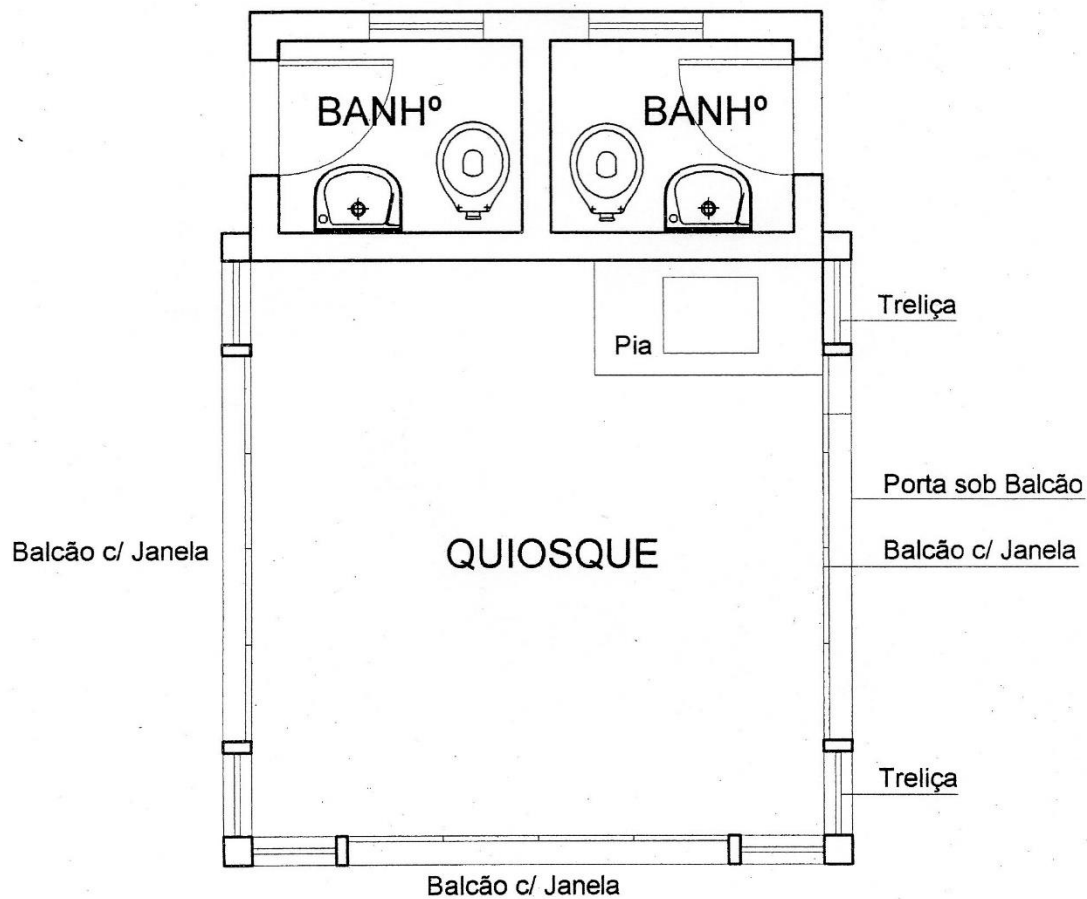 BANHº
BANHº
Treliça
Pia
Porta sob Balcão
Balcão c/ Janela
QUIOSQUE
Balcão c/ Janela
Treliça
Balcão c/ Janela